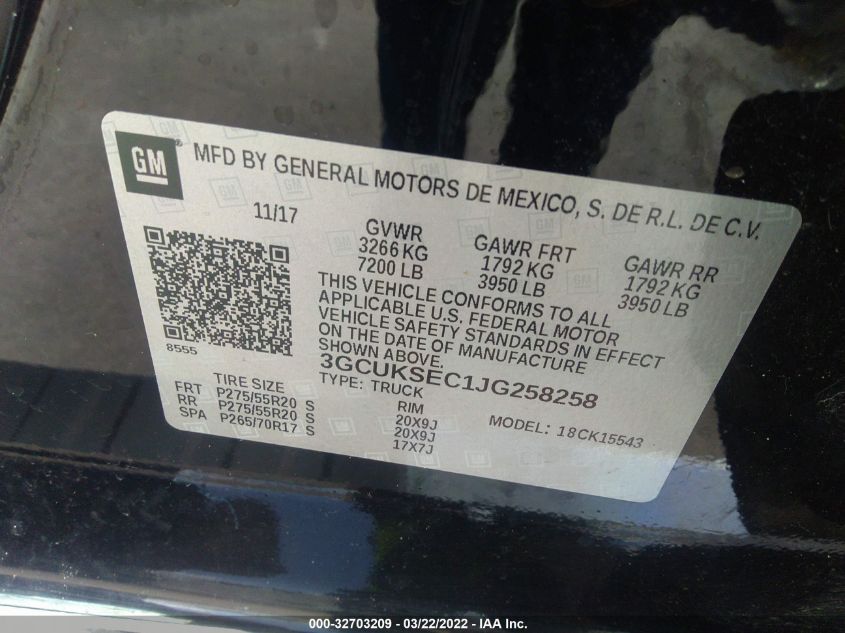 GM
MFD BY GENERAL MOTORS DE MEXICO, S. DE R.L. DE C.V.
11/17
GVWR
3266 KG
7200 LB
GAWR FRT
1792 KG
3950 LB
GAWR RR
1792 KG
3950 LB
THIS VEHICLE CONFORMS TO ALL
APPLICABLE U.S. FEDERAL MOTOR
VEHICLE SAFETY STANDARDS IN EFFECT
ON THE DATE OF MANUFACTURE
SHOWN ABOVE.
8555
3GCUKSEC1JG258258
TYPE: TRUCK
MODEL: 18CK15543
TIRE SIZE
RIM
FRT P275/55R20 S 20X9J
RR P275/55R20 S 20X9J
SPA P265/70R17 S 17X7J
000-32703209 - 03/22/2022 - IAA Inc.